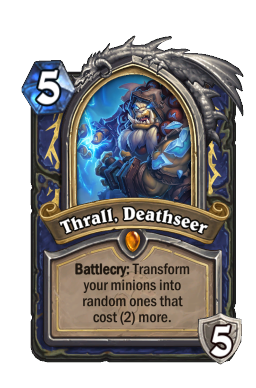 5
Thrall, Deathseer
Battlecry: Transform
your minions into
random ones that
cost (2) more.
5